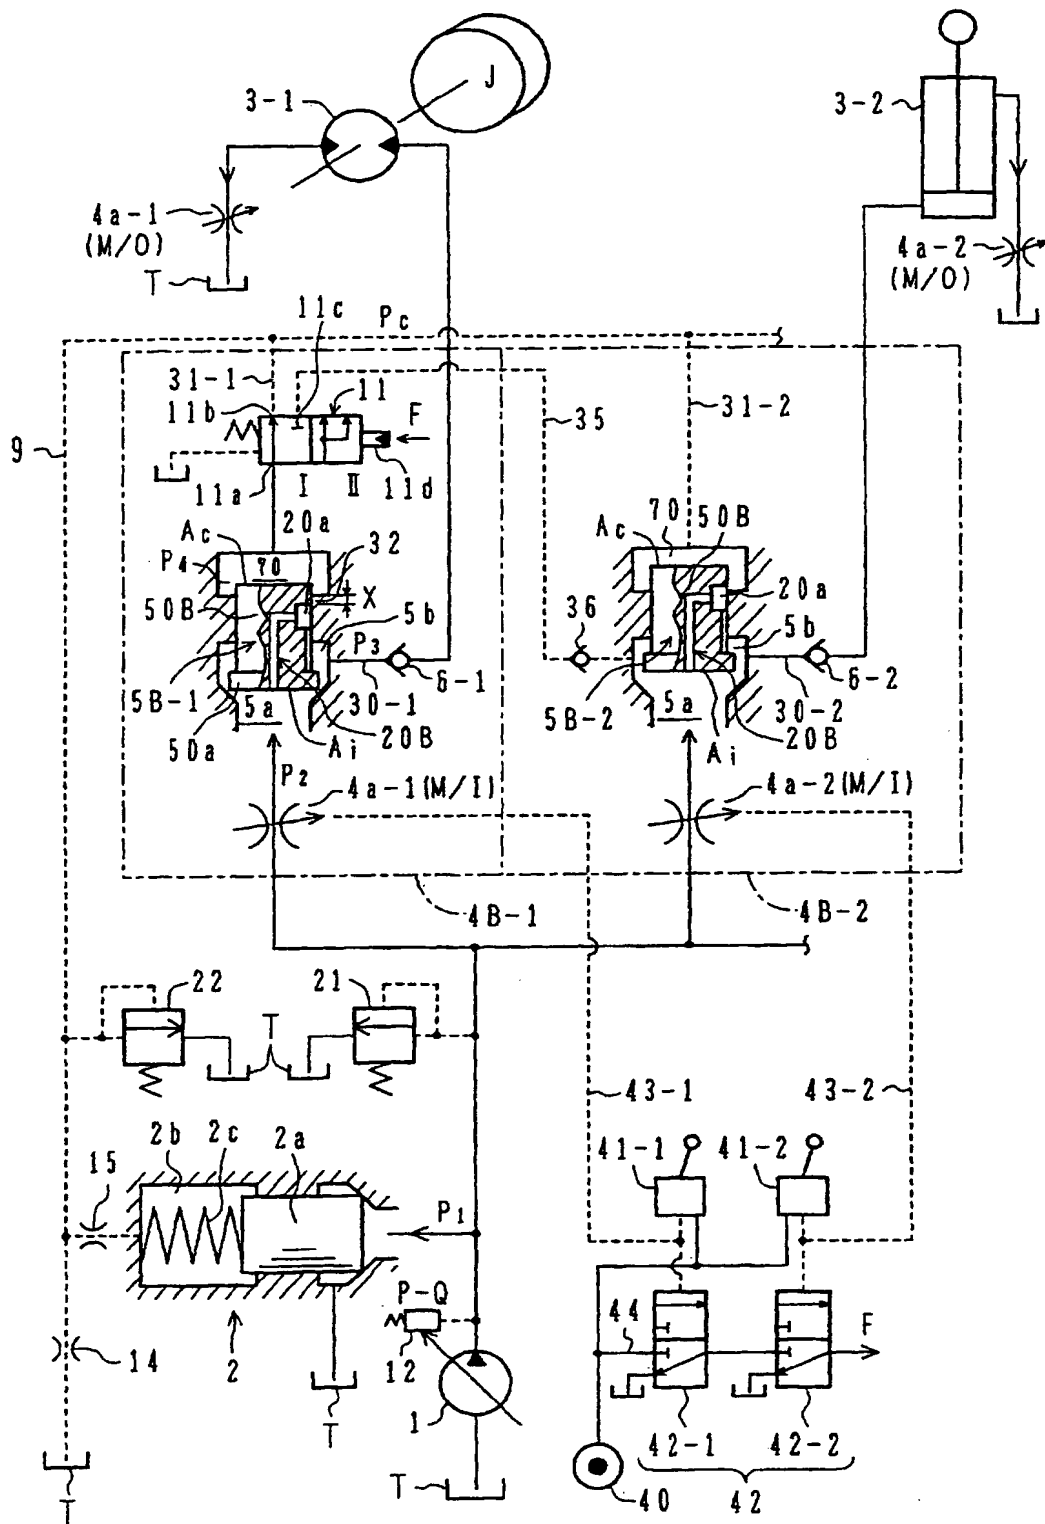 J
3-1
3-2
4a-1
(M/O)
T
4a-2
(M/O)
11c
Pc
31-1
11b
11
F
9
35
31-2
11a
I
II
11d
Ac
20a
32
P4
70
X
50B
5b
P3
5B-1
5a
6-1
30-1
50a
Ai
20B
P2
4a-1(M/I)
Ac
70
50B
20a
36
5b
5B-2
5a
6-2
30-2
Ai
20B
4a-2(M/I)
4B-1
4B-2
22
21
T
43-1
43-2
2b
2c
2a
15
41-1
41-2
P1
P-Q
44
F
14
2
12
T
1
42-1
42-2
T
T
40
42